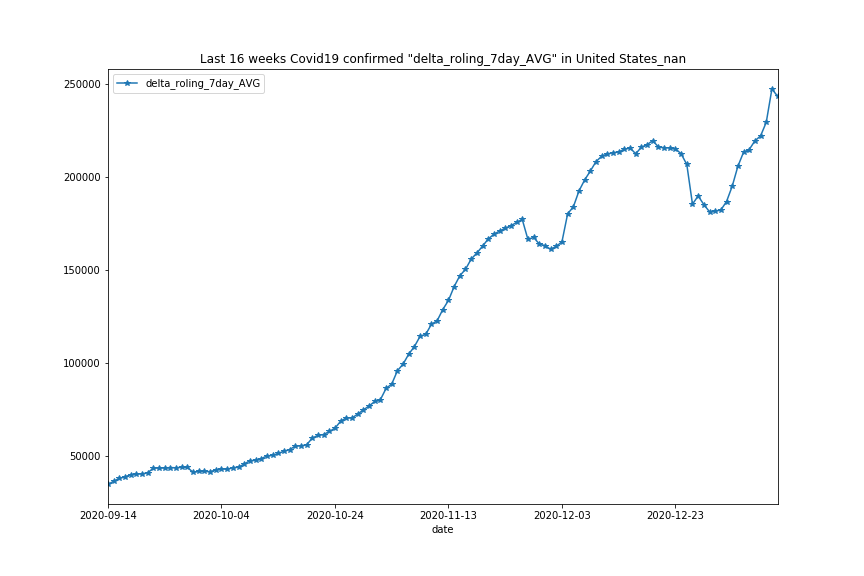 Last 16 weeks Covid19 confirmed "delta_roling_7day_AVG" in United States_nan
delta_roling_7day_AVG
250000
200000
150000
100000
50000
2020-09-14 2020-10-04 2020-10-24 2020-11-13 2020-12-03 2020-12-23
date